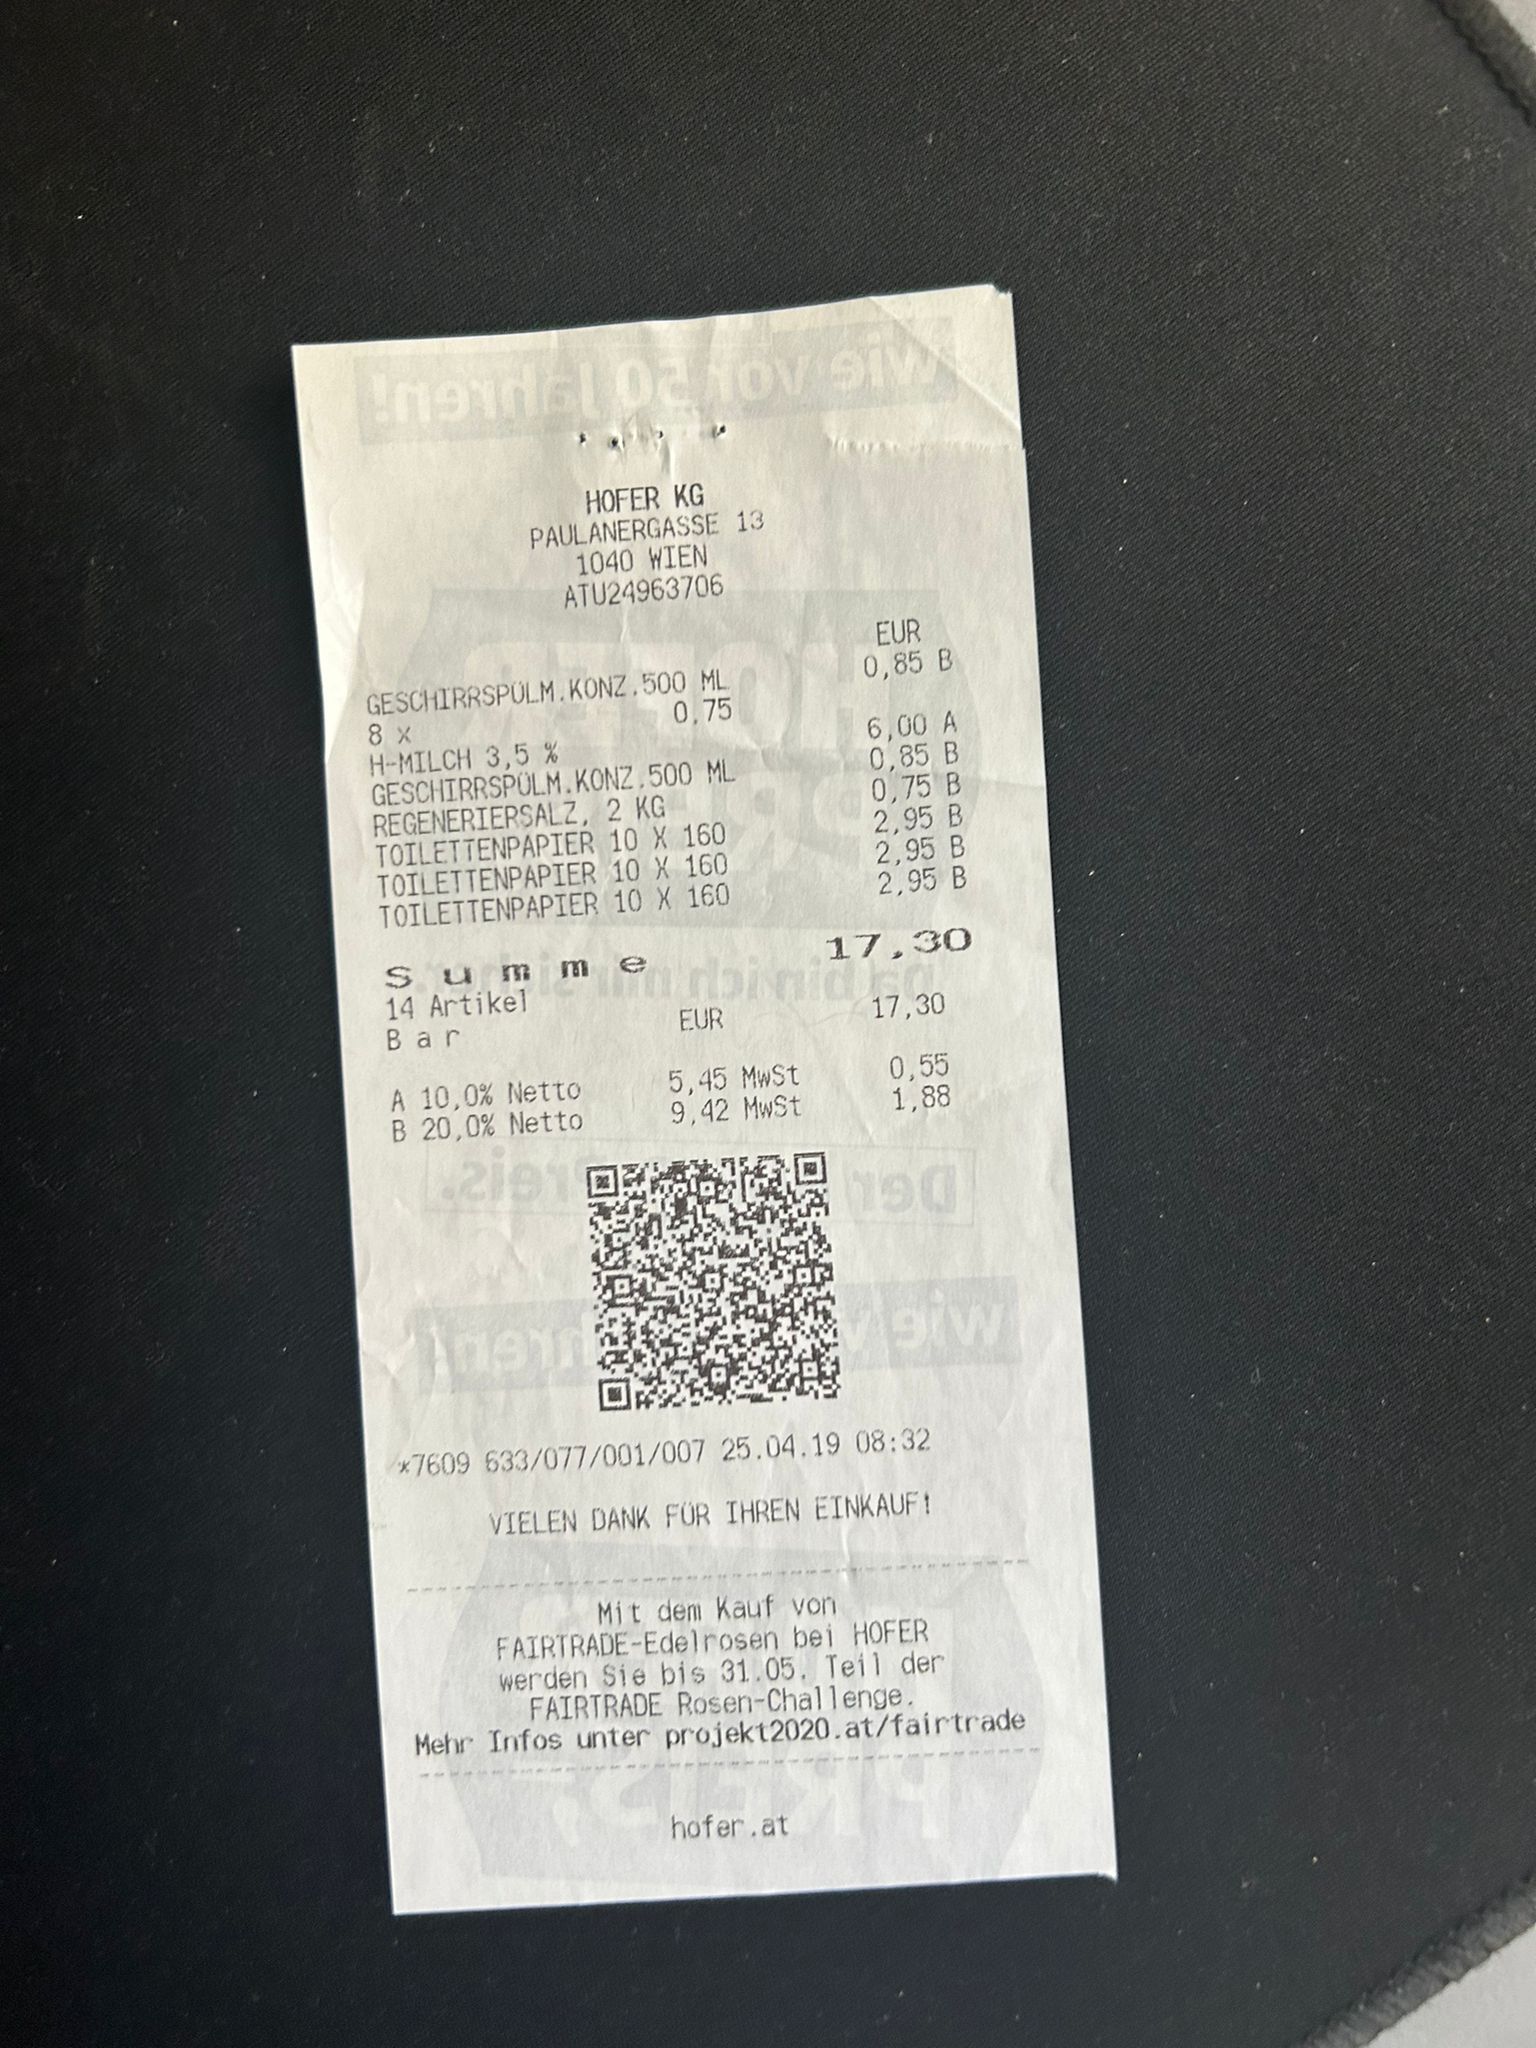 wie vor 50 Jahren!
HOFER KG
PAULANERGASSE 13
1040 WIEN
ATU24963706
EUR
GESCHIRRSPÜLM.KONZ.500 ML 0,85 B
8 x 0,75
H-MILCH 3,5 % 6,00 A
GESCHIRRSPÜLM.KONZ.500 ML 0,85 B
REGENERIERSALZ, 2 KG 0,75 B
TOILETTENPAPIER 10 X 160 2,95 B
TOILETTENPAPIER 10 X 160 2,95 B
TOILETTENPAPIER 10 X 160 2,95 B
Summe 17,30
14 Artikel
Bar EUR 17,30
A 10,0% Netto 5,45 MwSt 0,55
B 20,0% Netto 9,42 MwSt 1,88
*7609 633/077/001/007 25.04.19 08:32
VIELEN DANK FÜR IHREN EINKAUF!
Mit dem Kauf von
FAIRTRADE-Edelrosen bei HOFER
werden Sie bis 31.05. Teil der
FAIRTRADE Rosen-Challenge.
Mehr Infos unter projekt2020.at/fairtrade
hofer.at